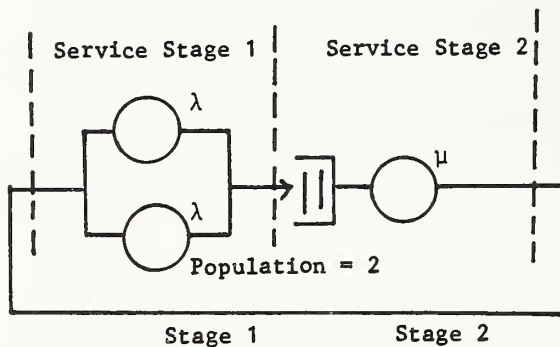 Service Stage 1
Service Stage 2
λ
μ
λ
Population = 2
Stage 1
Stage 2